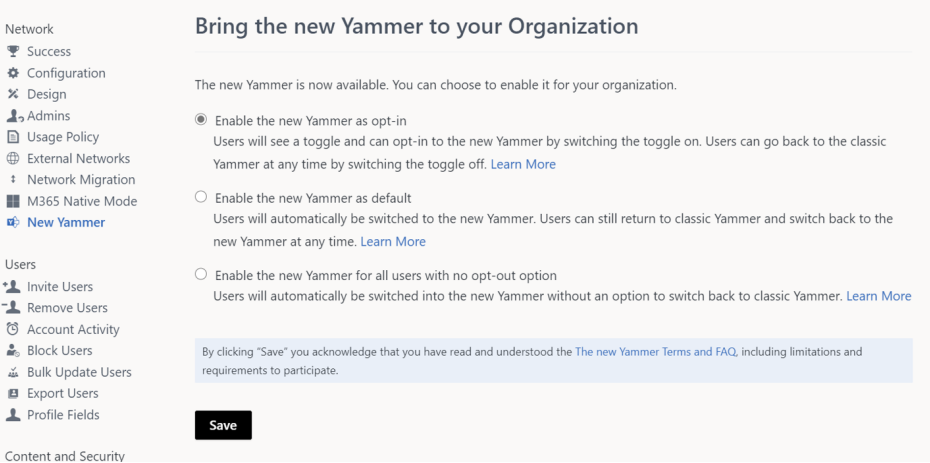 Network
Success
Configuration
Design
Admins
Usage Policy
External Networks
Network Migration
M365 Native Mode
New Yammer
Users
Invite Users
Remove Users
Account Activity
Block Users
Bulk Update Users
Export Users
Profile Fields
Content and Security
Bring the new Yammer to your Organization
The new Yammer is now available. You can choose to enable it for your organization.
Enable the new Yammer as opt-in
Users will see a toggle and can opt-in to the new Yammer by switching the toggle on. Users can go back to the classic
Yammer at any time by switching the toggle off. Learn More
Enable the new Yammer as default
Users will automatically be switched to the new Yammer. Users can still return to classic Yammer and switch back to the
new Yammer at any time. Learn More
Enable the new Yammer for all users with no opt-out option
Users will automatically be switched into the new Yammer without an option to switch back to classic Yammer. Learn More
By clicking “Save” you acknowledge that you have read and understood the The new Yammer Terms and FAQ, including limitations and
requirements to participate.
Save